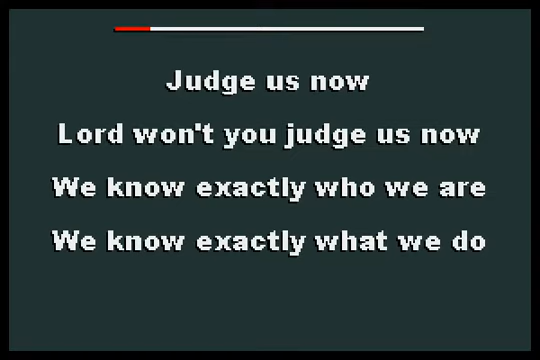 Judge us now
Lord won't you judge us now
We know exactly who we are
We know exactly what we do